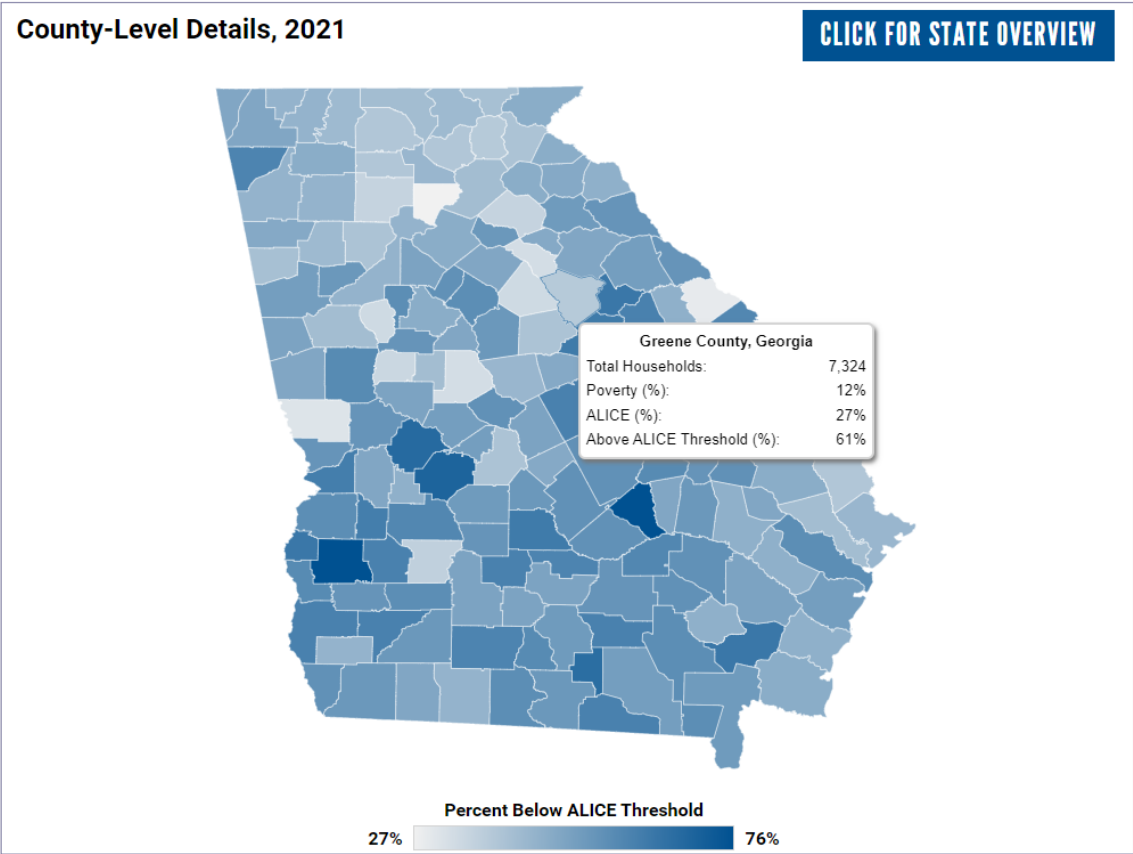 County-Level Details, 2021
CLICK FOR STATE OVERVIEW
Greene County, Georgia
Total Households: 7,324
Poverty (%): 12%
ALICE (%): 27%
Above ALICE Threshold (%): 61%
Percent Below ALICE Threshold
27% 76%